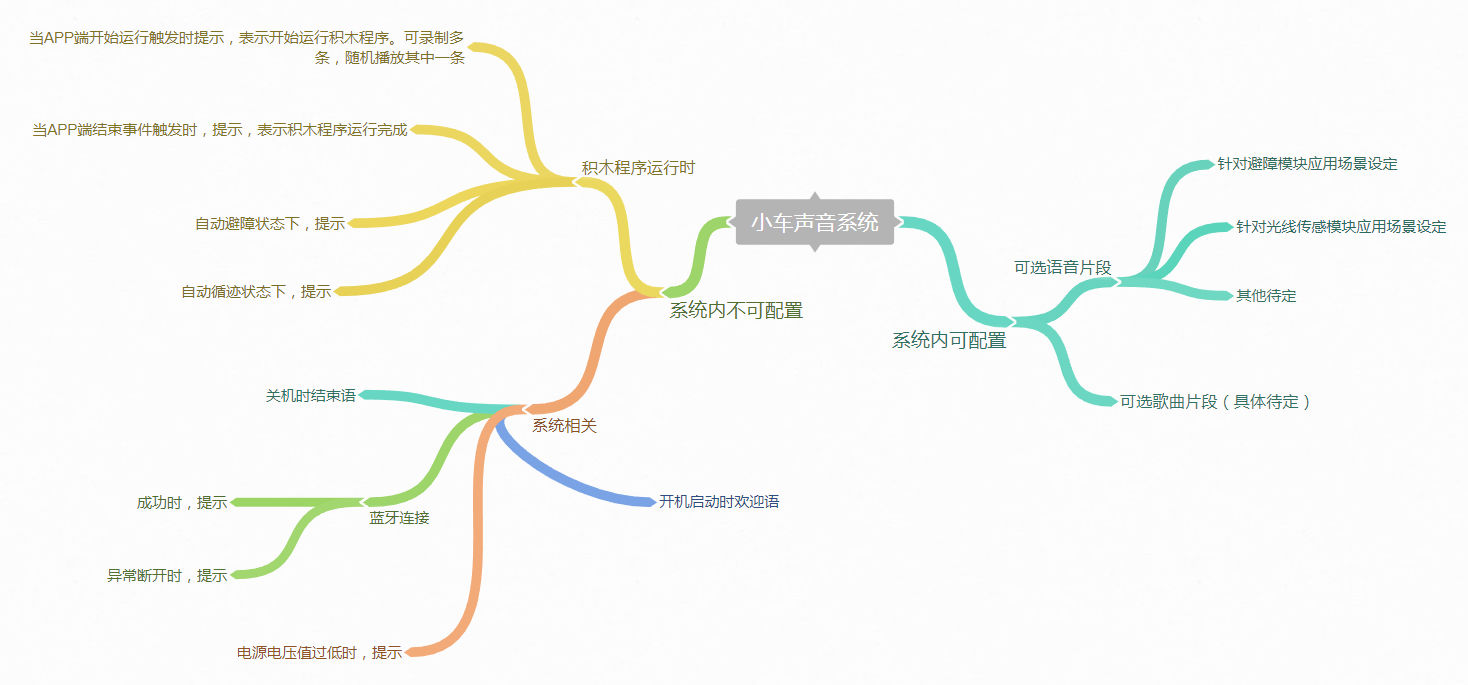 当APP端开始运行触发时提示，表示开始运行积木程序。可录制多
条，随机播放其中一条
当APP端结束事件触发时，提示，表示积木程序运行完成
积木程序运行时
自动避障状态下，提示
自动循迹状态下，提示
小车声音系统
系统内不可配置
关机时结束语
系统相关
成功时，提示
蓝牙连接
开机启动时欢迎语
异常断开时，提示
电源电压值过低时，提示
针对避障模块应用场景设定
针对光线传感模块应用场景设定
可选语音片段
其他待定
系统内可配置
可选歌曲片段（具体待定）